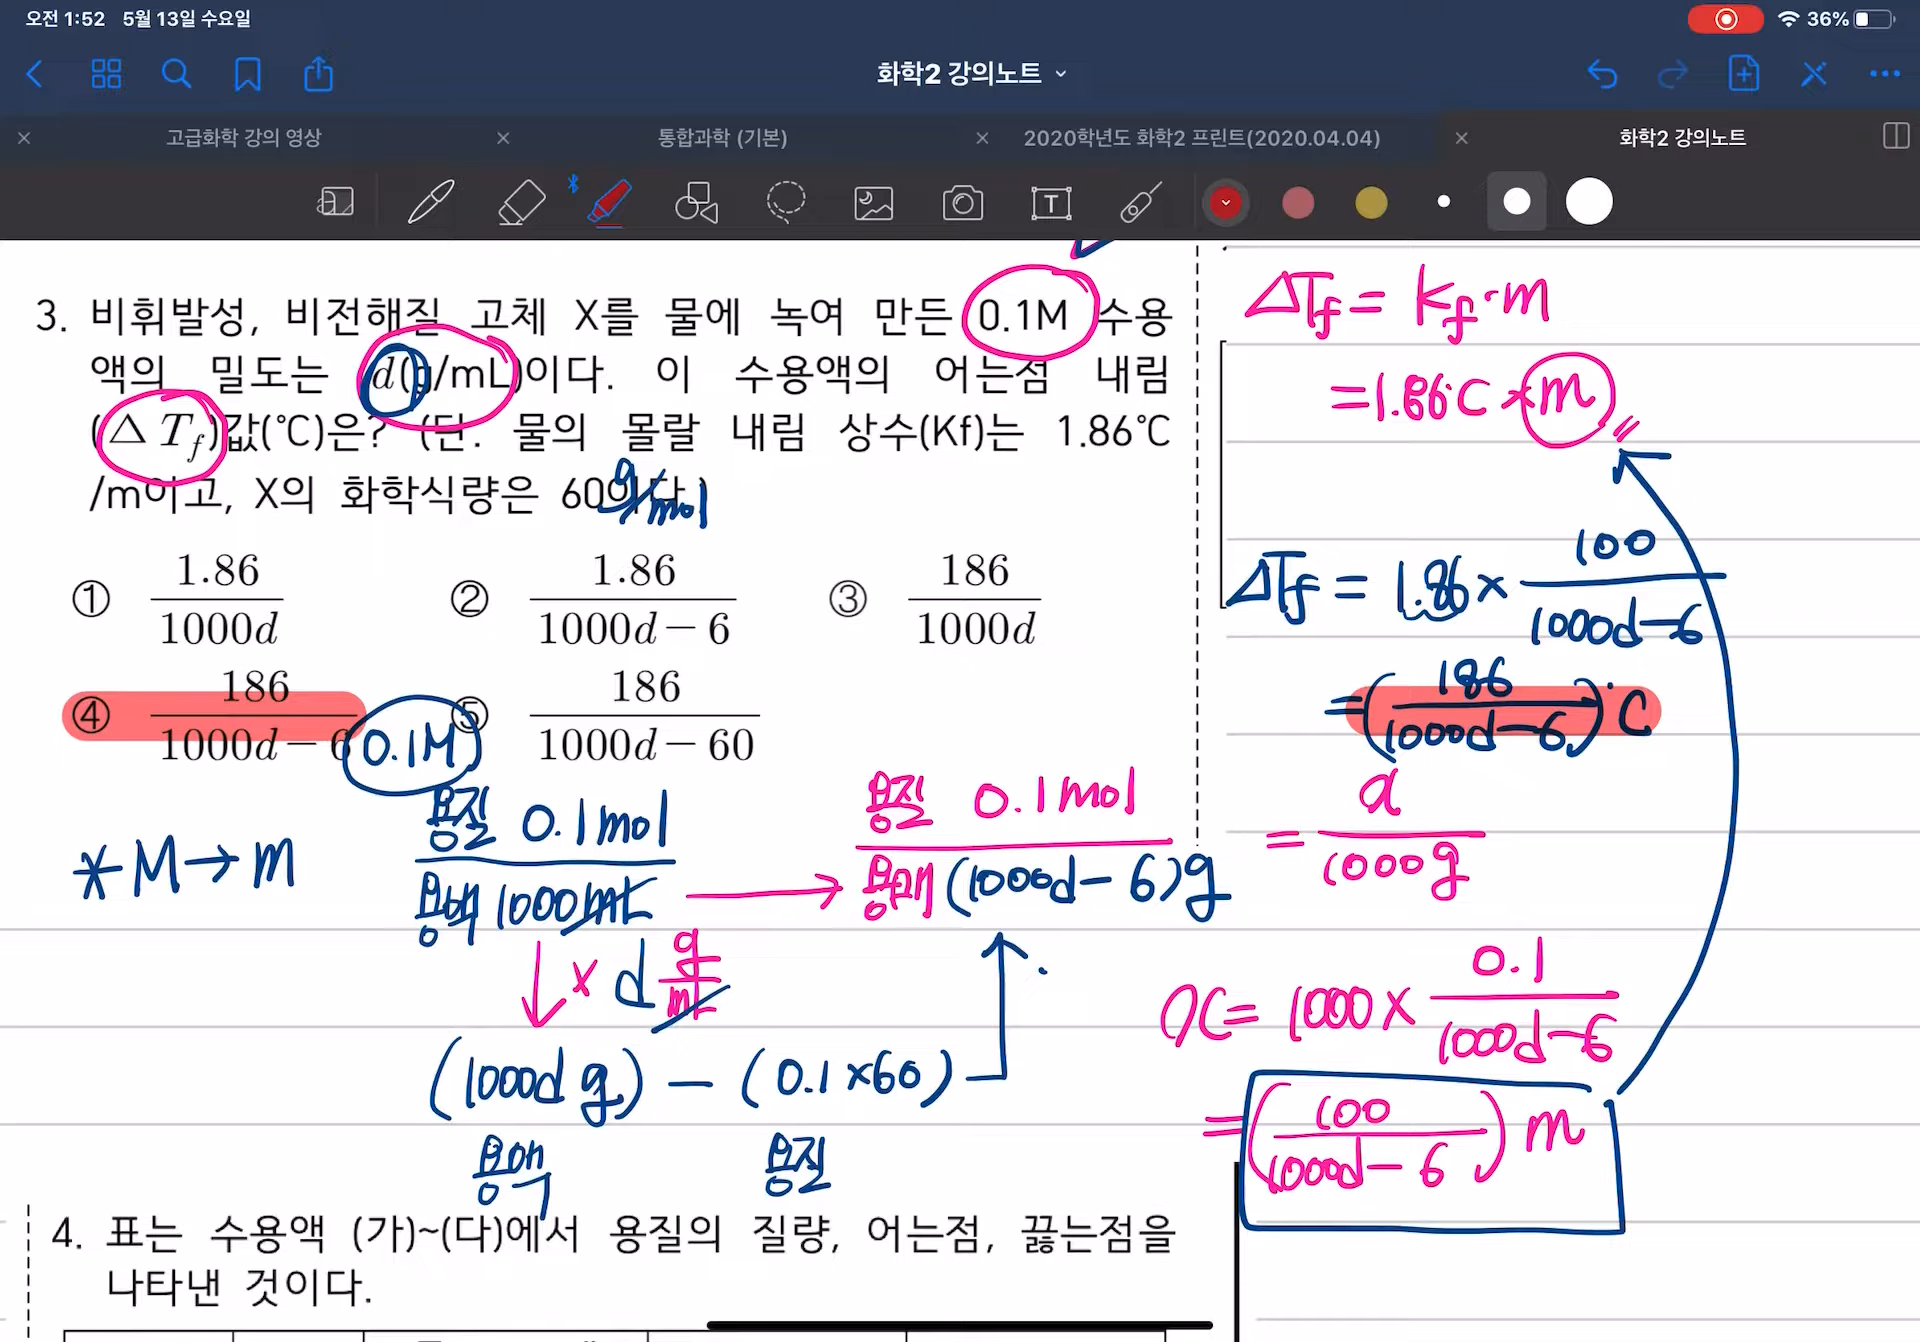 오전 1:52 5월 13일 수요일
36%
화학2 강의노트
고급화학 강의 영상
통합과학 (기본)
2020학년도 화학2 프린트(2020.04.04)
화학2 강의노트
3. 비휘발성, 비전해질 고체 X를 물에 녹여 만든 0.1M 수용
액의 밀도는 d(g/mL)이다. 이 수용액의 어는점 내림
(△Tf)값(℃)은? (단. 물의 몰랄 내림 상수(Kf)는 1.86℃
/m이고, X의 화학식량은 60이다.)
g/mol
① 1.86/1000d ② 1.86/1000d-6 ③ 186/1000d
④ 186/1000d-6 ⑤ 186/1000d-60
0.1M
*M→m
용질 0.1mol
용액 1000mL
× d g/mL
(1000d g) - (0.1×60)
용액 용질
용질 0.1mol
용매 (1000d-6)g
△Tf = Kf·m
=1.86℃×m
△Tf = 1.86× 100/1000d-6
=(186/1000d-6)℃
= x/1000g
x= 1000× 0.1/1000d-6
=(100/1000d-6) m
4. 표는 수용액 (가)~(다)에서 용질의 질량, 어는점, 끓는점을
나타낸 것이다.